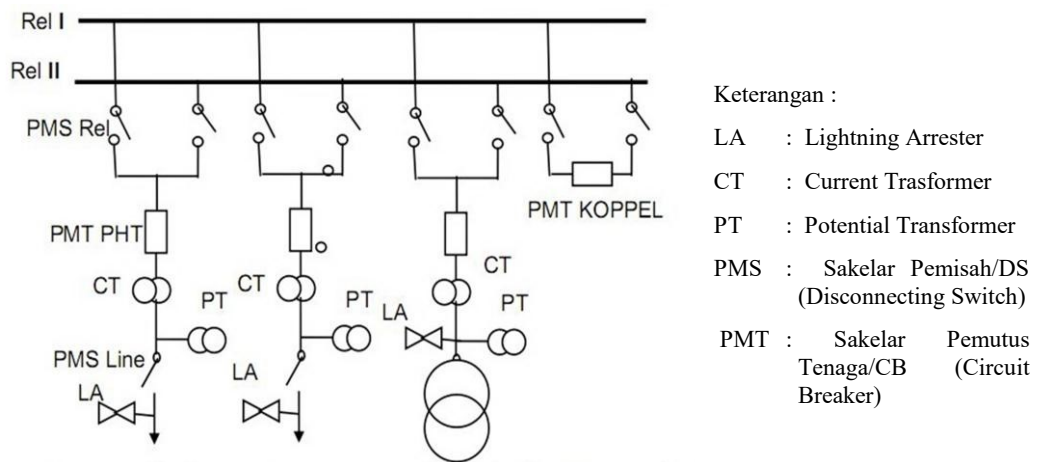 Rel I
Rel II
PMS Rel
PMT KOPPEL
PMT PHT
CT
CT
CT
PT
PT
PT
LA
PMS Line
LA
LA
Keterangan :
LA : Lightning Arrester
CT : Current Trasformer
PT : Potential Transformer
PMS : Sakelar Pemisah/DS
(Disconnecting Switch)
PMT : Sakelar Pemutus
Tenaga/CB (Circuit
Breaker)